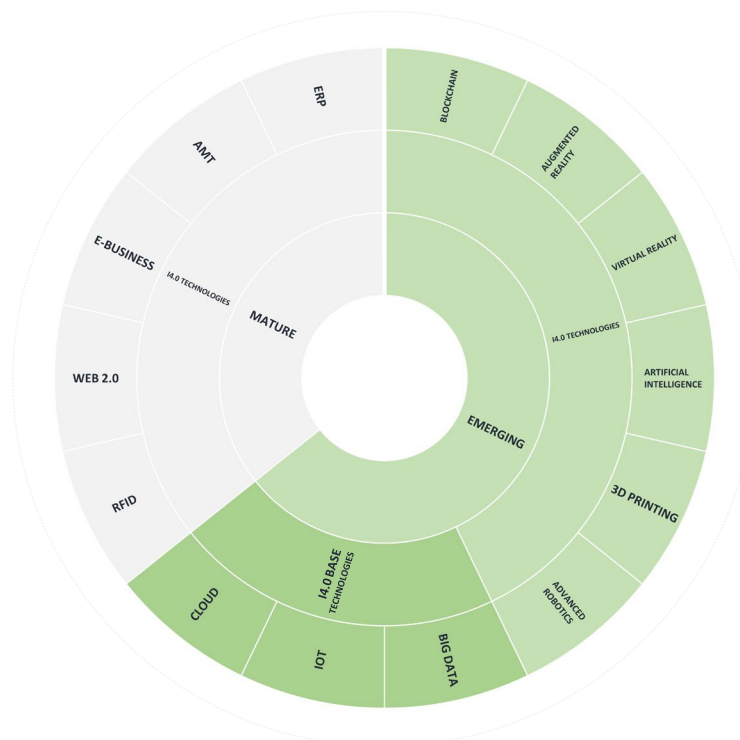 BLOCKCHAIN
AUGMENTED
REALITY
VIRTUAL REALITY
ARTIFICIAL
INTELLIGENCE
3D PRINTING
ADVANCED
ROBOTICS
BIG DATA
IOT
CLOUD
RFID
WEB 2.0
E-BUSINESS
AMT
ERP
I4.0 TECHNOLOGIES
I4.0 BASE
TECHNOLOGIES
I4.0 TECHNOLOGIES
EMERGING
MATURE